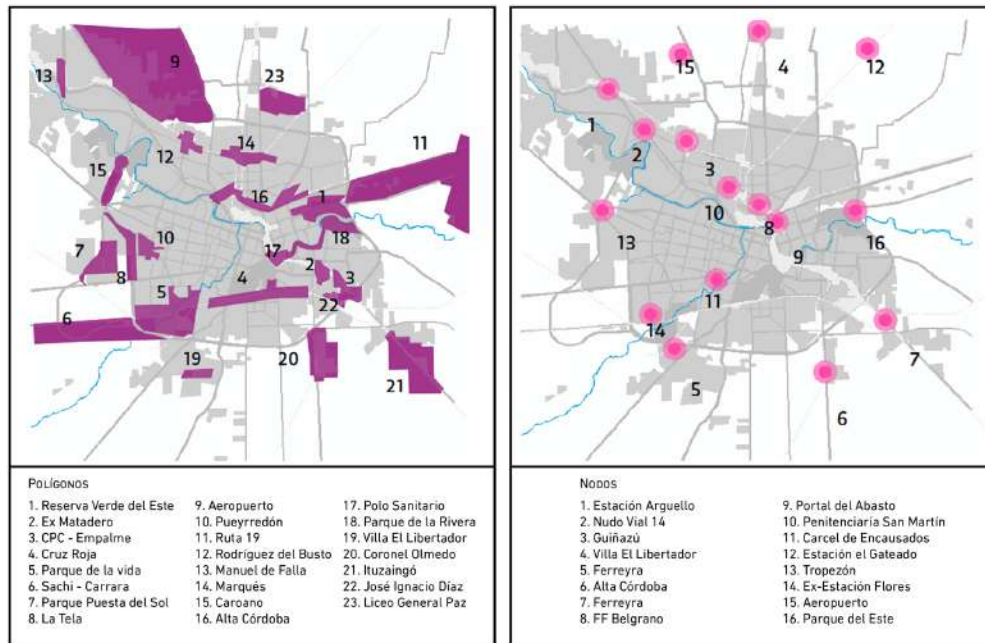 9
13
23
12
14
11
15
16
1
18
10
17
7
8
2
3
4
5
22
6
19
20
21
POLÍGONOS
1. Reserva Verde del Este
2. Ex Matadero
3. CPC - Empalme
4. Cruz Roja
5. Parque de la vida
6. Sachi - Carrara
7. Parque Puesta del Sol
8. La Tela
9. Aeropuerto
10. Pueyrredón
11. Ruta 19
12. Rodríguez del Busto
13. Manuel de Falla
14. Marqués
15. Caroano
16. Alta Córdoba
17. Polo Sanitario
18. Parque de la Rivera
19. Villa El Libertador
20. Coronel Olmedo
21. Ituzaingó
22. José Ignacio Díaz
23. Liceo General Paz
15
4
12
1
2
3
10
8
13
16
9
11
14
7
5
6
NODOS
1. Estación Arguello
2. Nudo Vial 14
3. Guiñazú
4. Villa El Libertador
5. Ferreyra
6. Alta Córdoba
7. Ferreyra
8. FF Belgrano
9. Portal del Abasto
10. Penitenciaría San Martín
11. Carcel de Encausados
12. Estación el Gateado
13. Tropezón
14. Ex-Estación Flores
15. Aeropuerto
16. Parque del Este